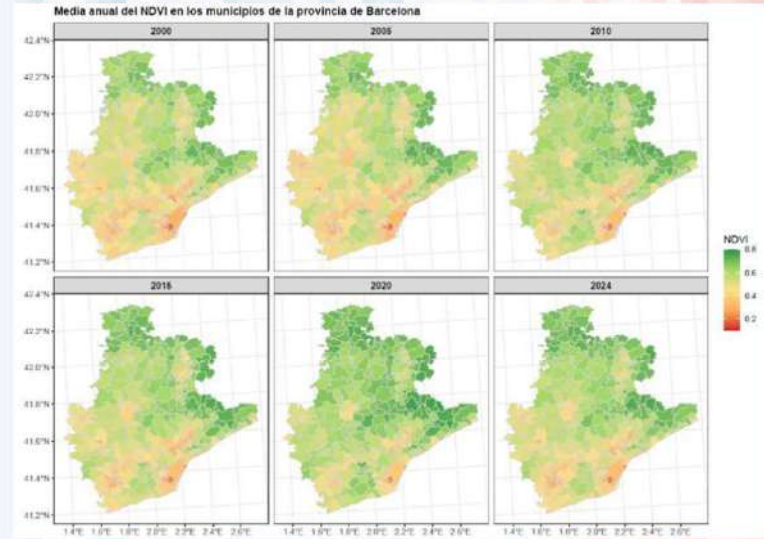 Media anual del NDVI en los municipios de la provincia de Barcelona
2000
2005
2010
42.4°N
42.2°N
42.0°N
41.8°N
41.6°N
41.4°N
41.2°N
NDVI
0.8
0.6
0.4
0.2
2015
2020
2024
42.4°N
42.2°N
42.0°N
41.8°N
41.6°N
41.4°N
41.2°N
1.4°E 1.6°E 1.8°E 2.0°E 2.2°E 2.4°E 2.6°E
1.4°E 1.6°E 1.8°E 2.0°E 2.2°E 2.4°E 2.6°E
1.4°E 1.6°E 1.8°E 2.0°E 2.2°E 2.4°E 2.6°E